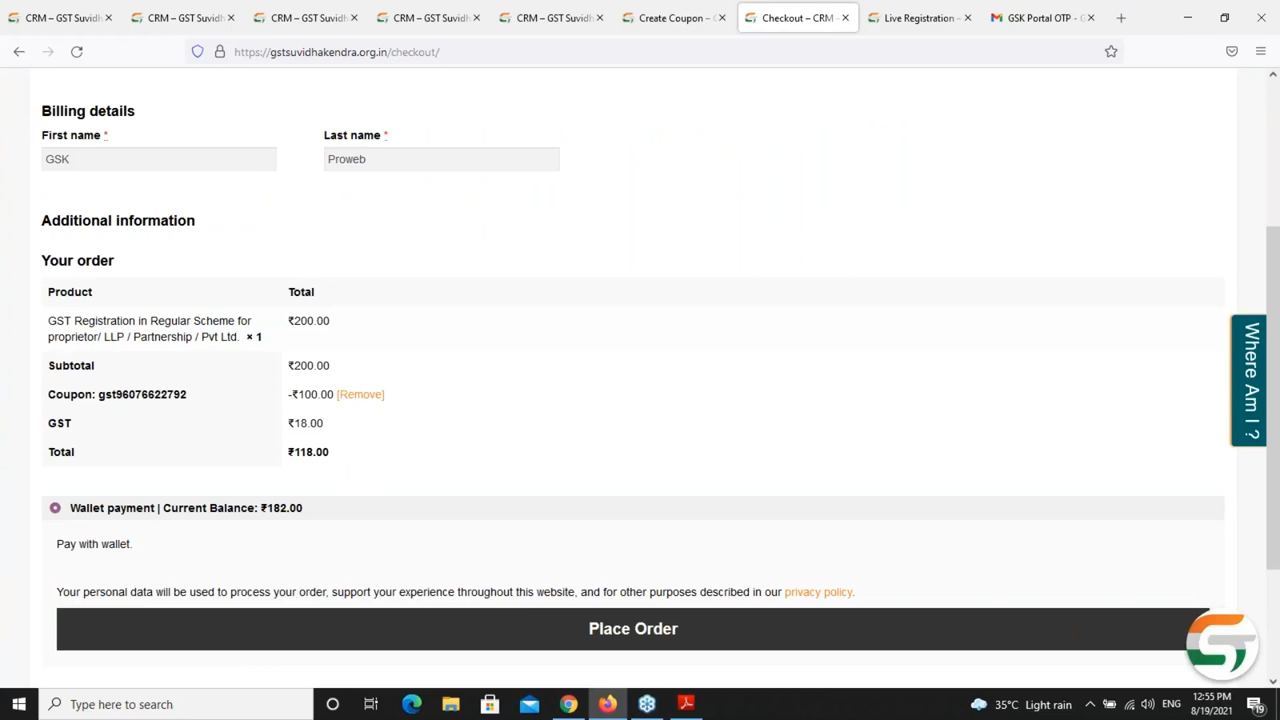 CRM – GST Suvidh
CRM – GST Suvidh
CRM – GST Suvidh
CRM – GST Suvidh
CRM – GST Suvidh
Create Coupon –
Checkout – CRM –
Live Registration –
GSK Portal OTP -
https://gstsuvidhakendra.org.in/checkout/
Billing details
First name *
Last name *
GSK
Proweb
Additional information
Your order
Product Total
GST Registration in Regular Scheme for ₹200.00
proprietor/ LLP / Partnership / Pvt Ltd. × 1
Subtotal ₹200.00
Coupon: gst96076622792 -₹100.00 [Remove]
GST ₹18.00
Total ₹118.00
Where Am I ?
Wallet payment | Current Balance: ₹182.00
Pay with wallet.
Your personal data will be used to process your order, support your experience throughout this website, and for other purposes described in our privacy policy.
Place Order
Type here to search
35°C Light rain
ENG
12:55 PM
8/19/2021
19